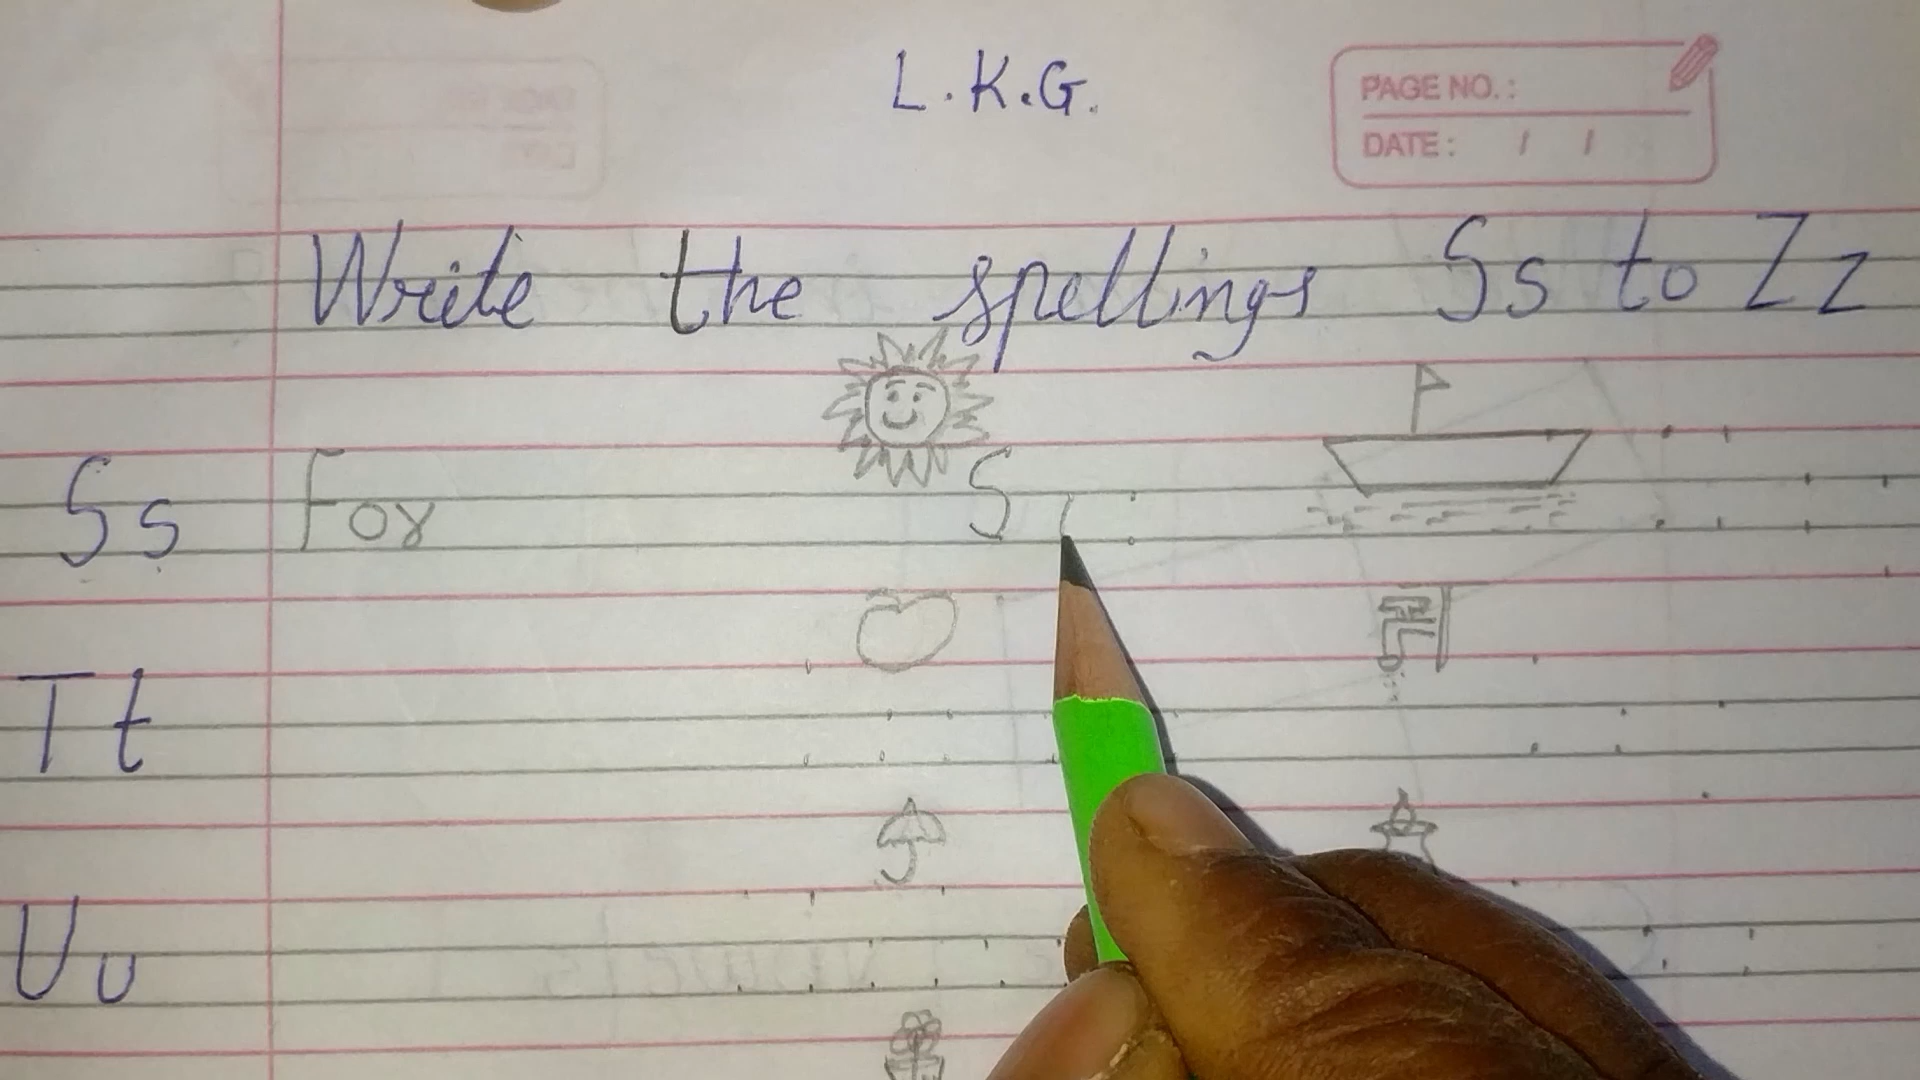 L.K.G.
PAGE NO.:
DATE: / /
Write the spellings Ss to Zz
Ss For S
Tt
Uu